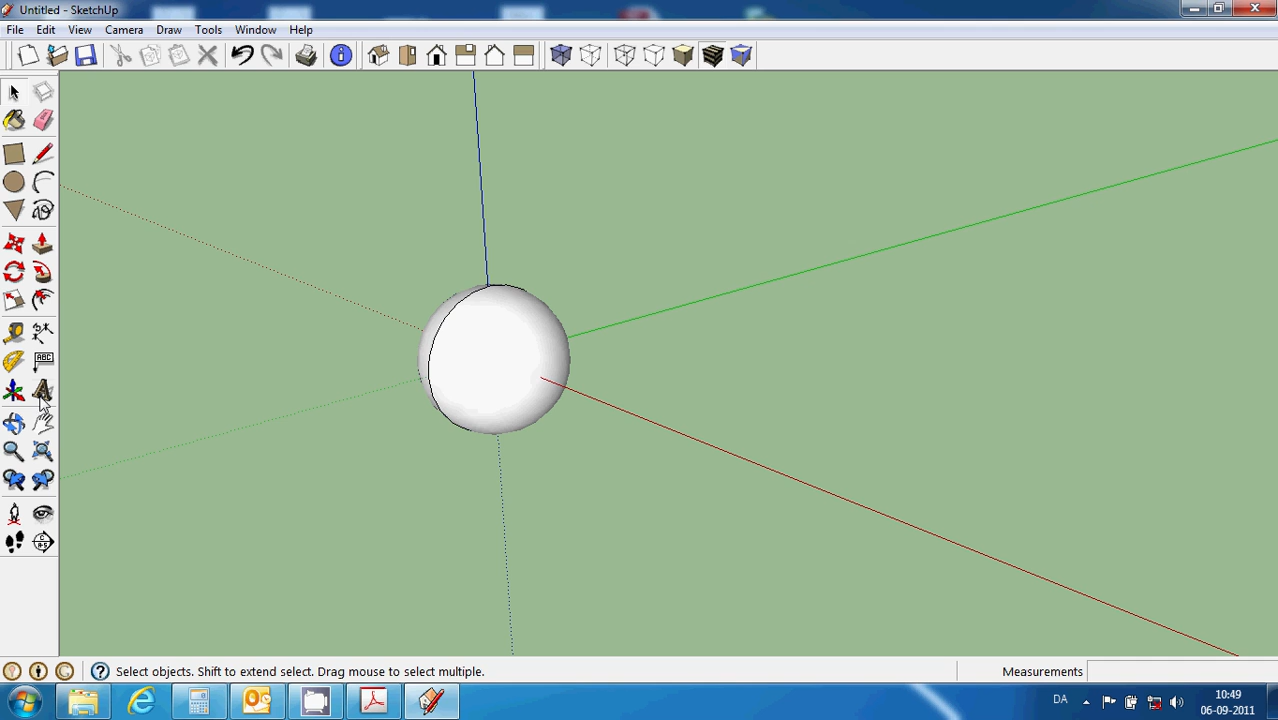 Untitled - SketchUp
File Edit View Camera Draw Tools Window Help
ABC
A
Select objects. Shift to extend select. Drag mouse to select multiple.
Measurements
DA
10:49
06-09-2011